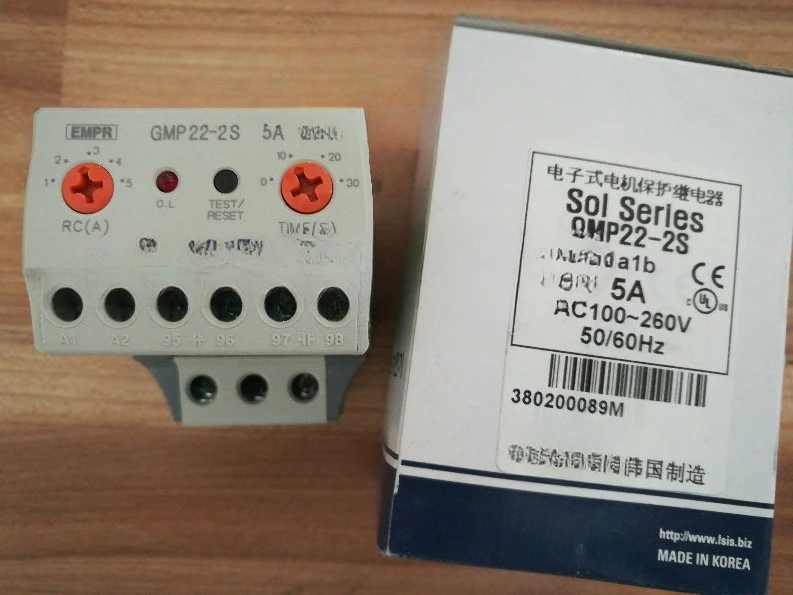 EMPR GMP22-2S 5A
10 20
0 30
1 2 3 4 5
RC(A)
O.L
TEST/
RESET
A1 A2 95 96 97 98
电子式电机保护继电器
Sol Series
GMP22-2S
1a1b
5A
CE
c UL us
AC100~260V
50/60Hz
380200089M
韩国制造
http://www.lsis.biz
MADE IN KOREA